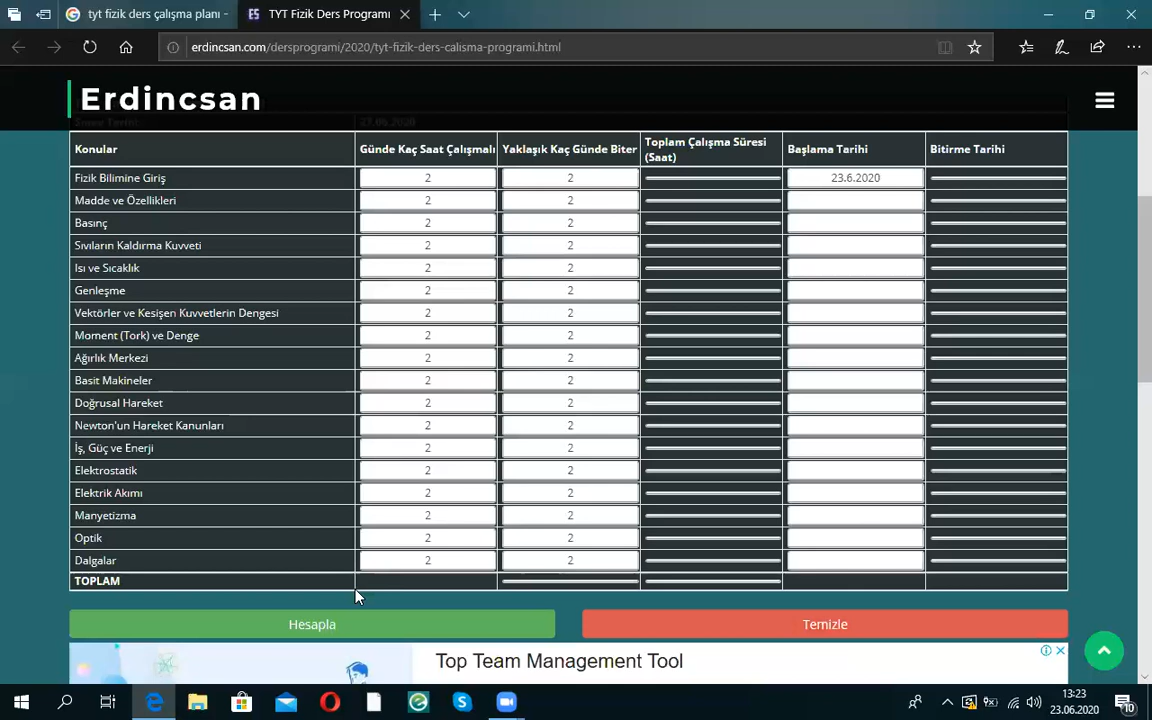 tyt fizik ders çalışma planı -
TYT Fizik Ders Programı
erdincsan.com/dersprogrami/2020/tyt-fizik-ders-calisma-programi.html
Erdincsan
Sınav Tarihi: 23.06.2020
Konular Günde Kaç Saat Çalışmalı Yaklaşık Kaç Günde Biter Toplam Çalışma Süresi (Saat) Başlama Tarihi Bitirme Tarihi
Fizik Bilimine Giriş 2 2 23.6.2020
Madde ve Özellikleri 2 2
Basınç 2 2
Sıvıların Kaldırma Kuvveti 2 2
Isı ve Sıcaklık 2 2
Genleşme 2 2
Vektörler ve Kesişen Kuvvetlerin Dengesi 2 2
Moment (Tork) ve Denge 2 2
Ağırlık Merkezi 2 2
Basit Makineler 2 2
Doğrusal Hareket 2 2
Newton'un Hareket Kanunları 2 2
İş, Güç ve Enerji 2 2
Elektrostatik 2 2
Elektrik Akımı 2 2
Manyetizma 2 2
Optik 2 2
Dalgalar 2 2
TOPLAM
Hesapla Temizle
Top Team Management Tool
13:23
23.06.2020
10